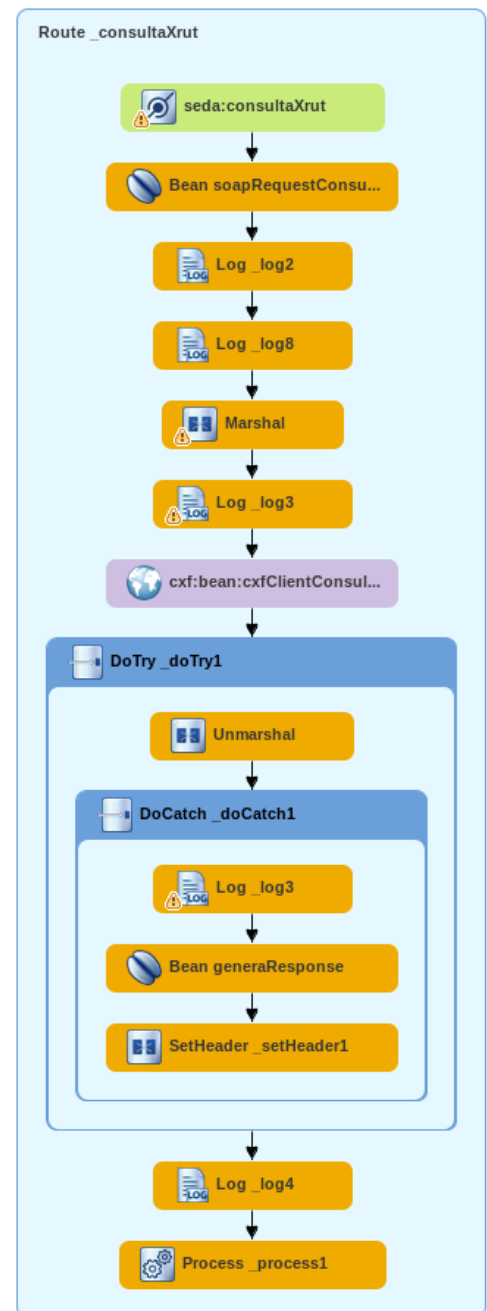 Route _consultaXrut
seda:consultaXrut
Bean soapRequestConsu...
Log _log2
Log _log8
Marshal
Log _log3
cxf:bean:cxfClientConsul...
DoTry _doTry1
Unmarshal
DoCatch _doCatch1
Log _log3
Bean generaResponse
SetHeader _setHeader1
Log _log4
Process _process1